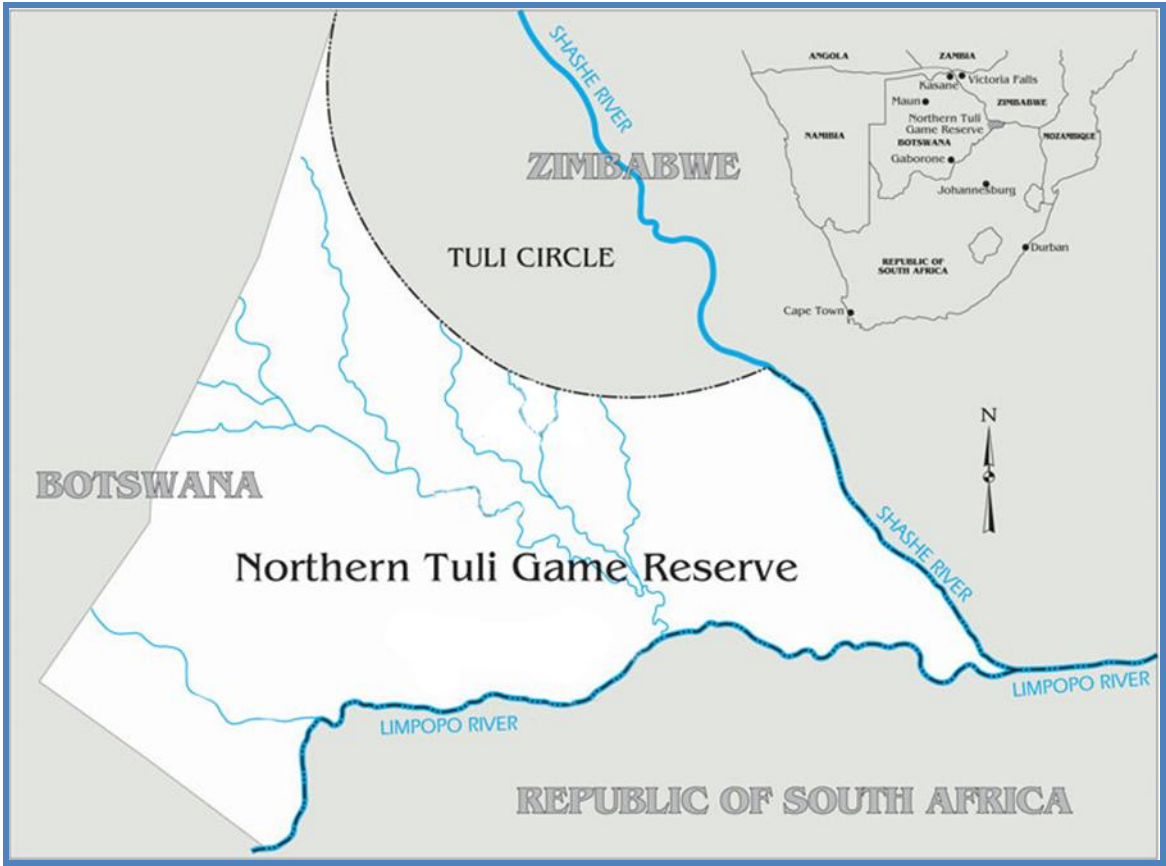 SHASHE RIVER
ZIMBABWE
TULI CIRCLE
BOTSWANA
Northern Tuli Game Reserve
SHASHE RIVER
LIMPOPO RIVER
LIMPOPO RIVER
REPUBLIC OF SOUTH AFRICA
N
ANGOLA
ZAMBIA
Kasane
Victoria Falls
Maun
ZIMBABWE
Northern Tuli
Game Reserve
NAMIBIA
BOTSWANA
MOZAMBIQUE
Gaborone
Johannesburg
Durban
REPUBLIC OF
SOUTH AFRICA
Cape Town